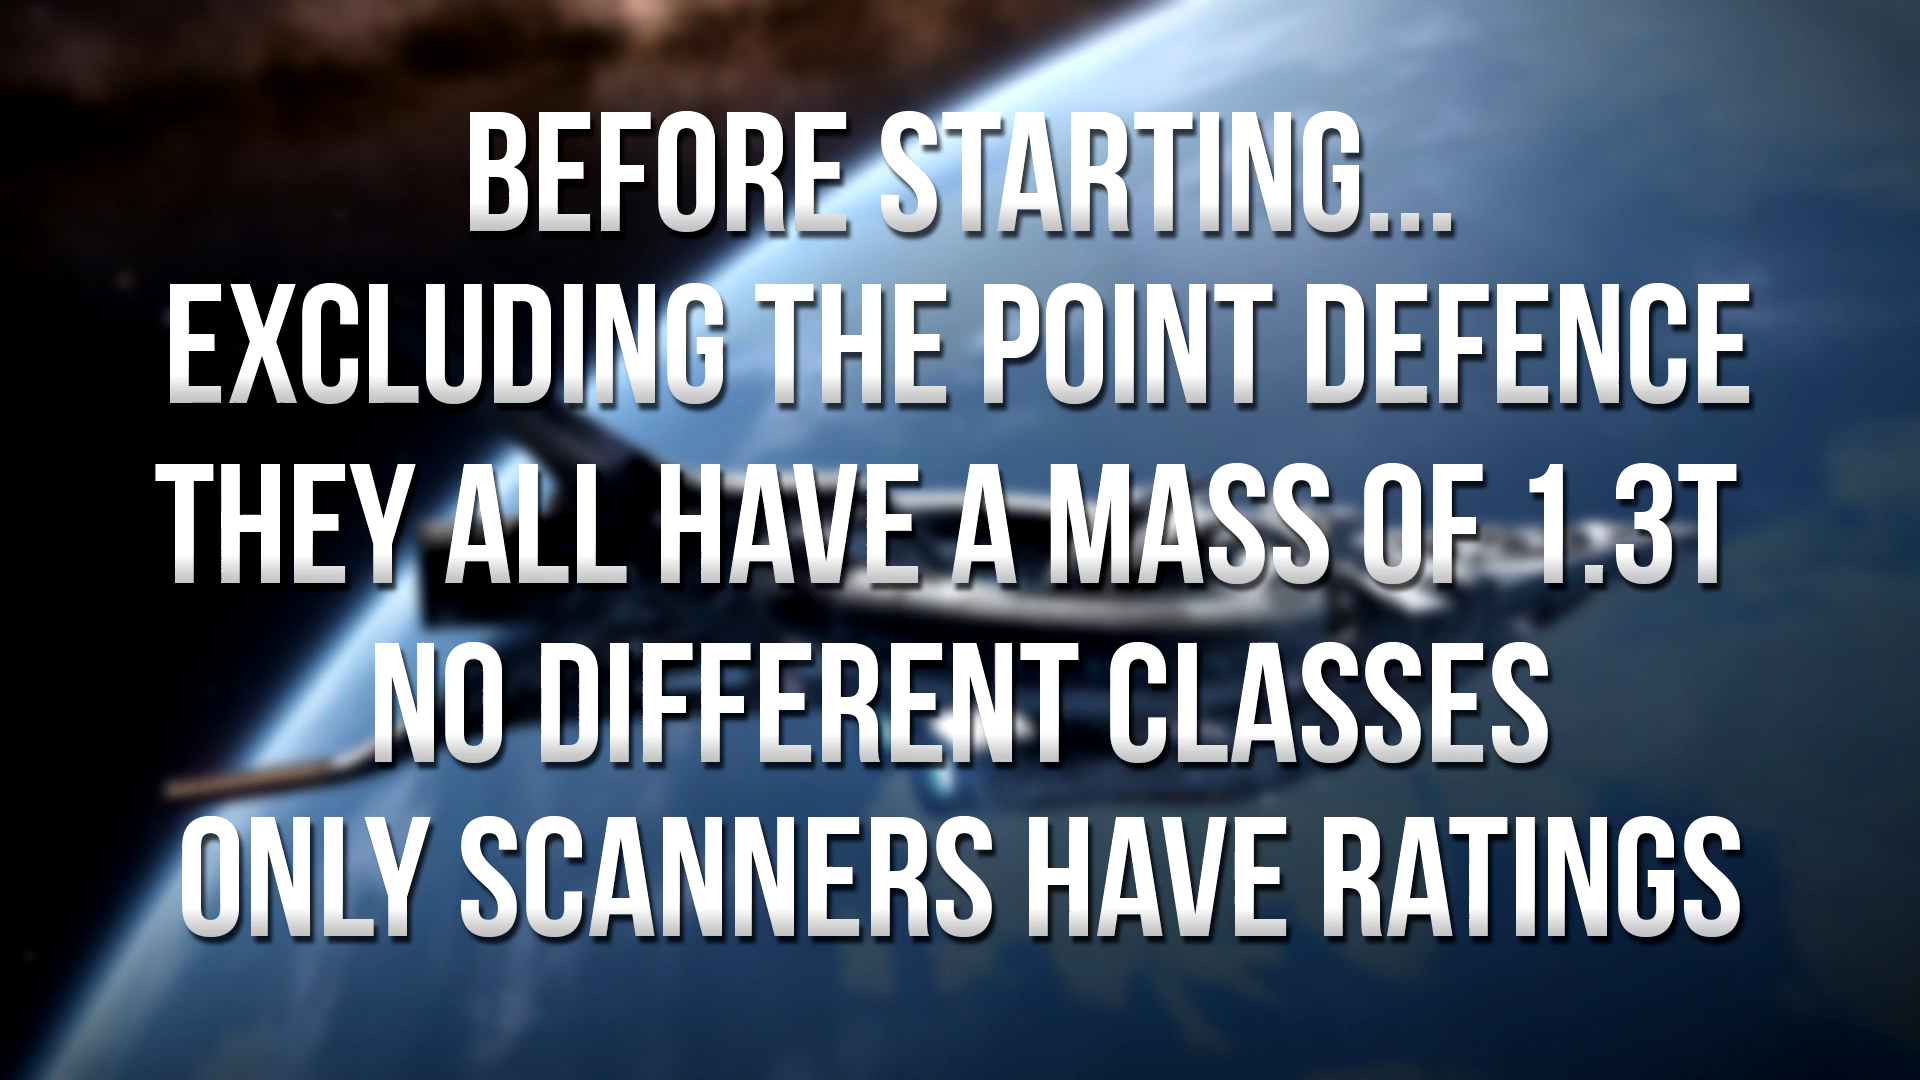 BEFORE STARTING...
EXCLUDING THE POINT DEFENCE
THEY ALL HAVE A MASS OF 1.3T
NO DIFFERENT CLASSES
ONLY SCANNERS HAVE RATINGS